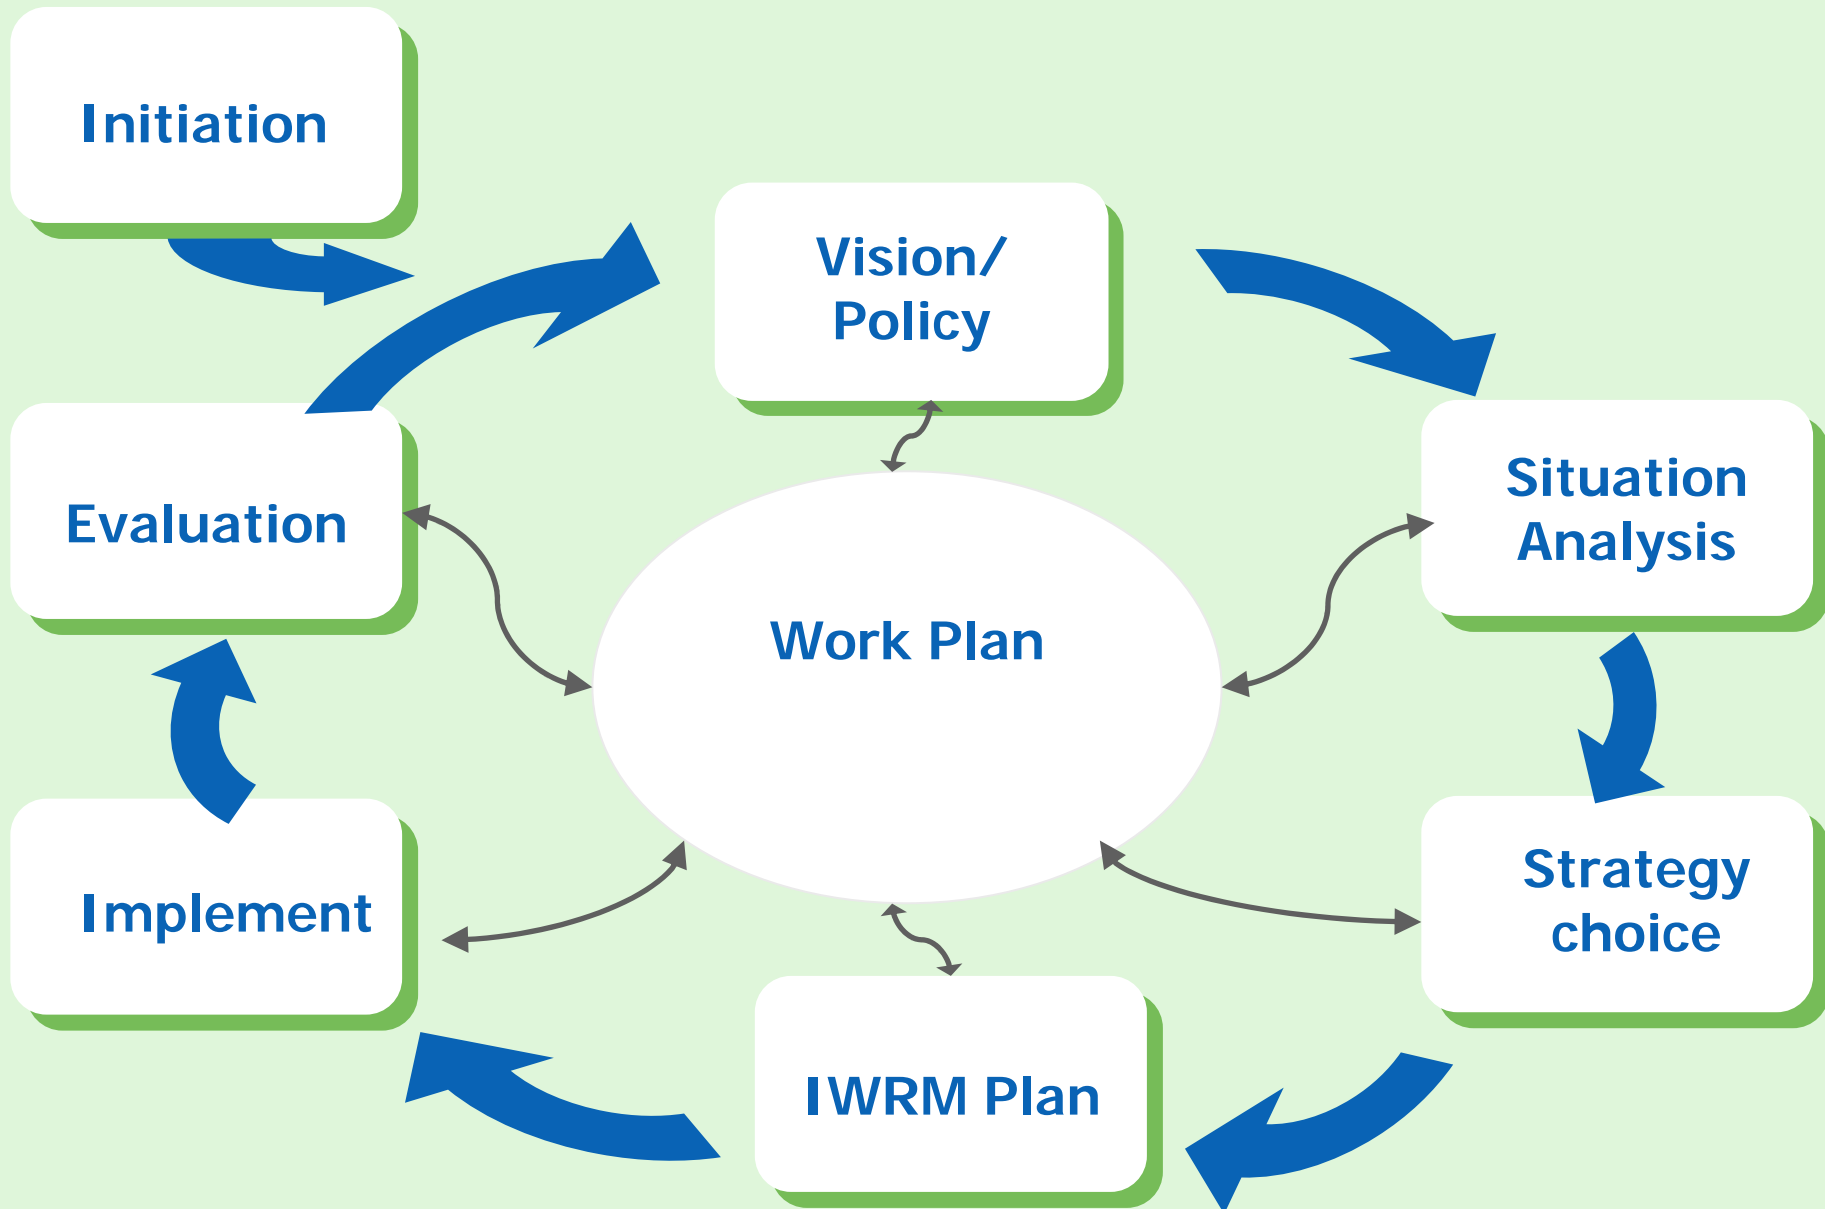 Initiation
Vision/
Policy
Situation
Analysis
Evaluation
Work Plan
Strategy
choice
Implement
IWRM Plan